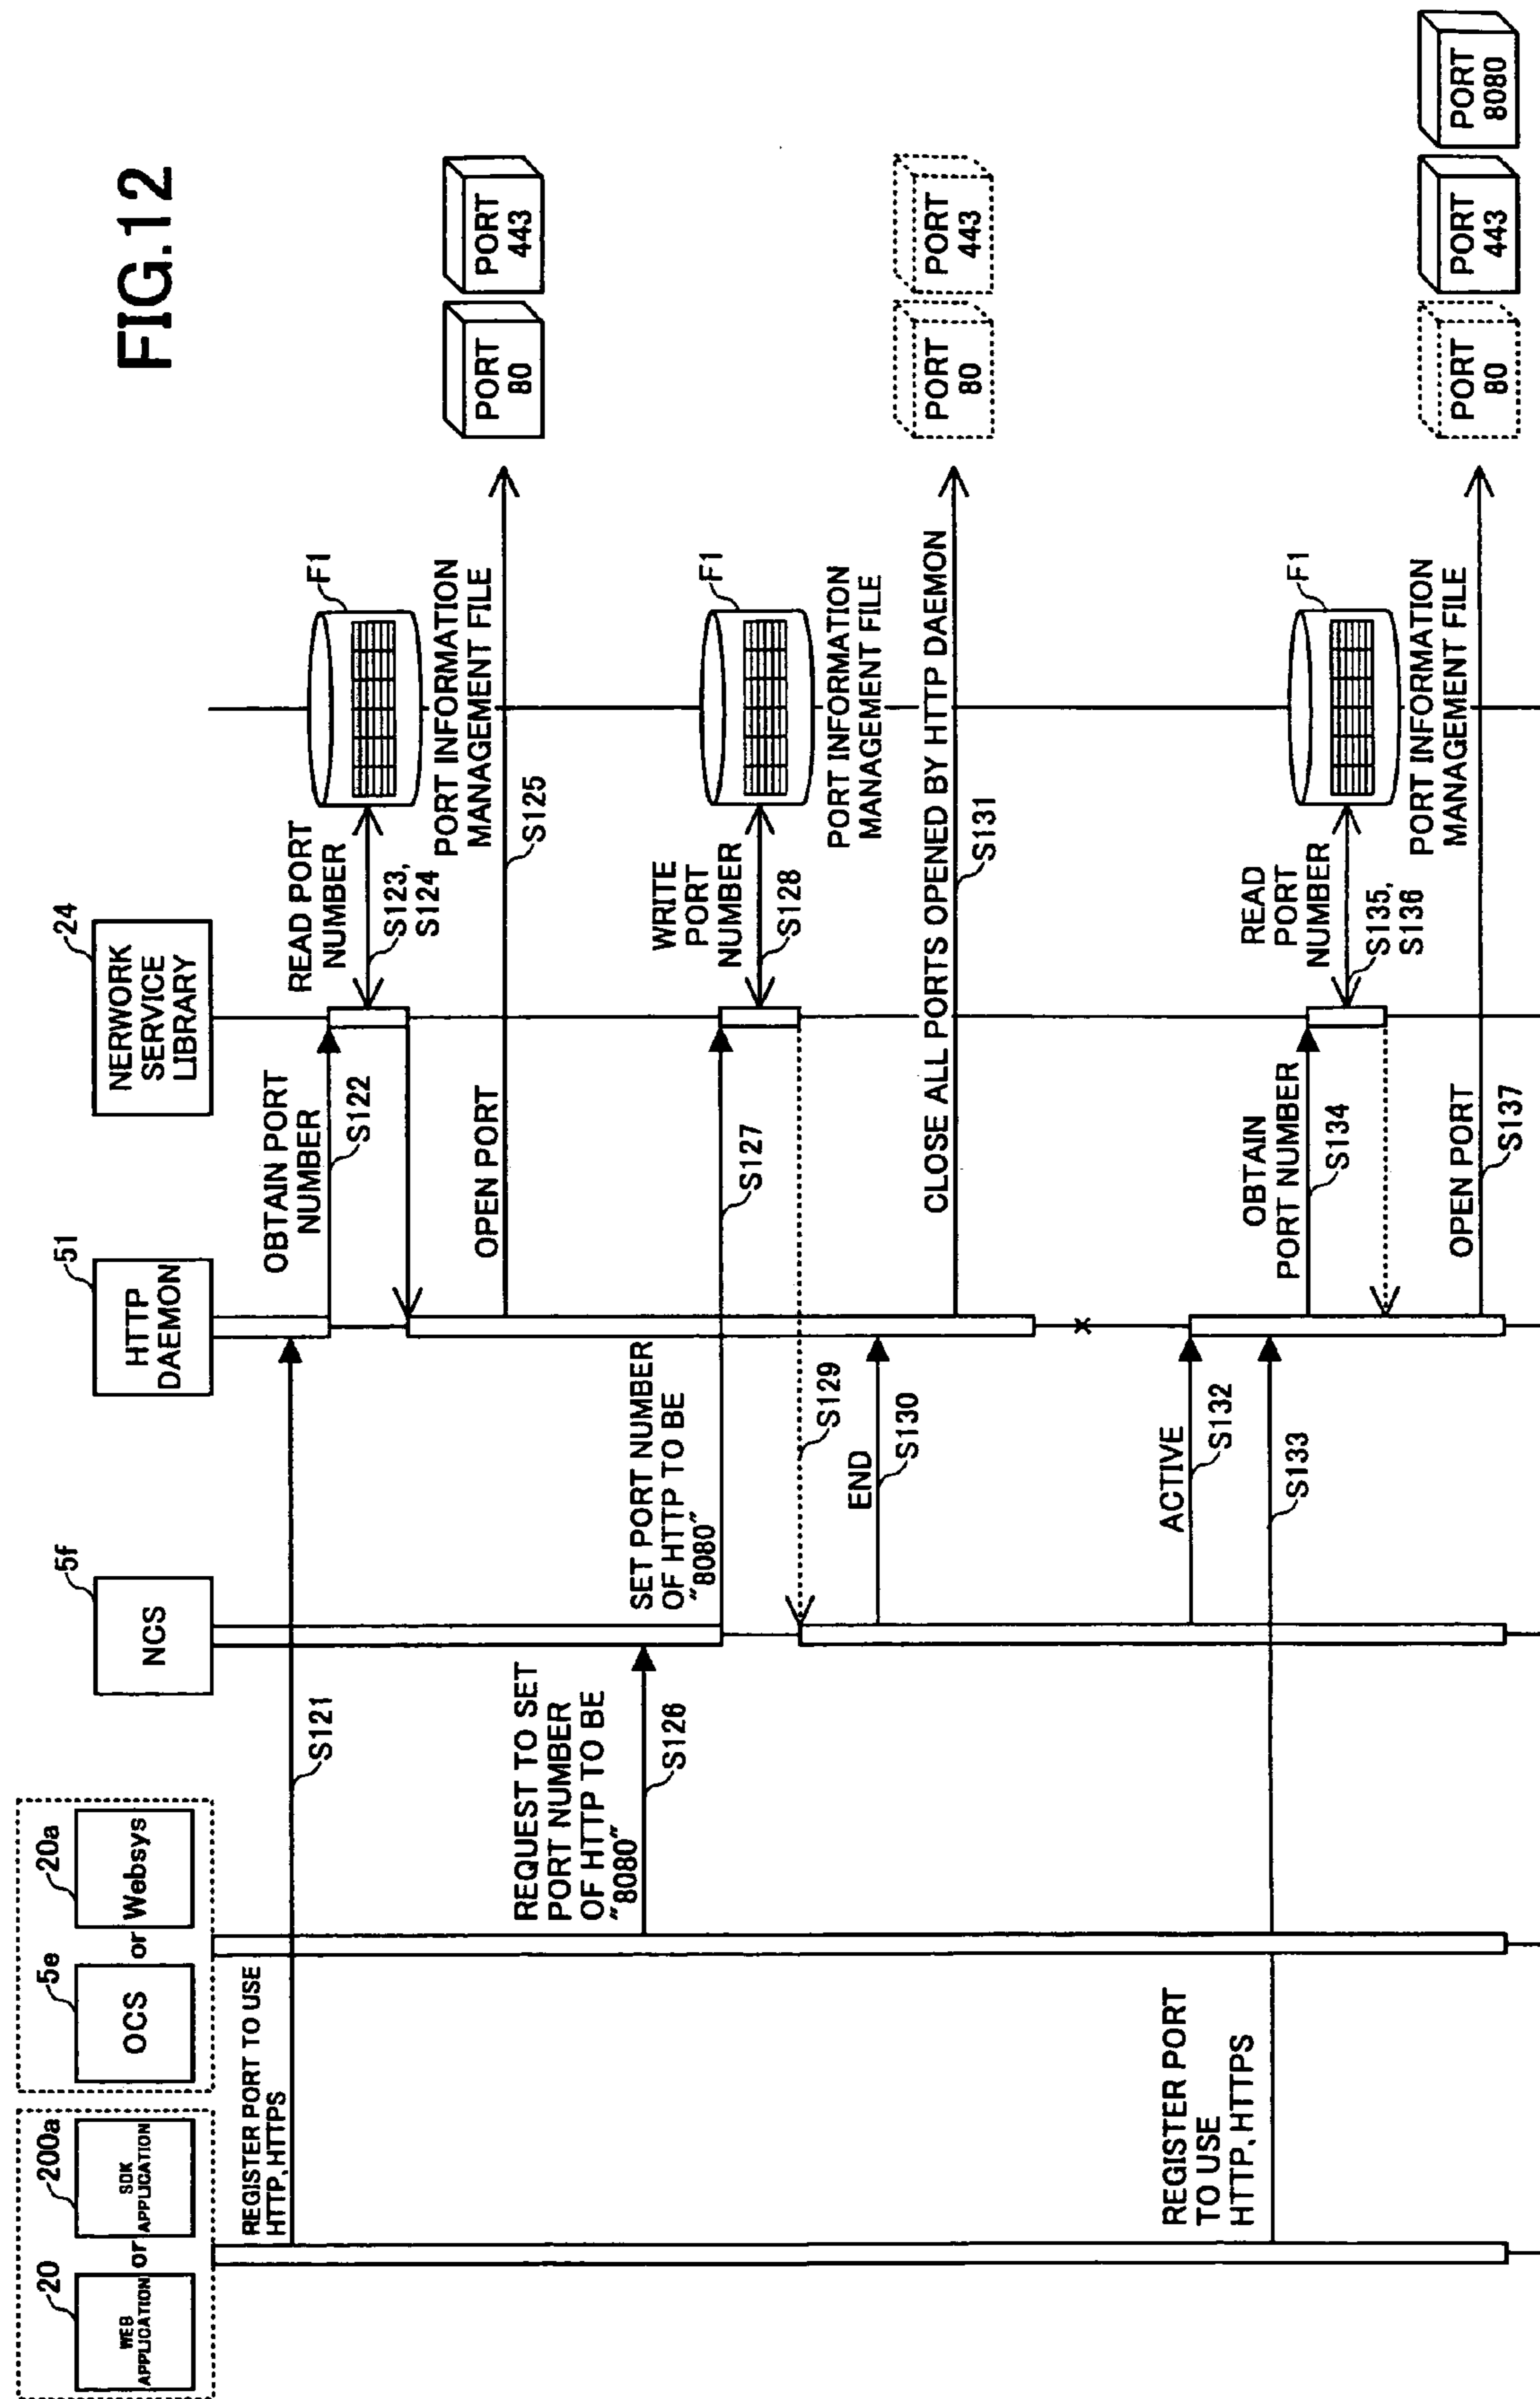 FIG.12
20
WEB
APPLICATION
or
200a
SDK
APPLICATION
5e
OCS
or
20a
Websys
5f
NCS
51
HTTP
DAEMON
24
NERWORK
SERVICE
LIBRARY
REGISTER PORT TO USE
HTTP, HTTPS
S121
OBTAIN PORT
NUMBER
S122
READ PORT
NUMBER
S123,
S124
F1
PORT INFORMATION
MANAGEMENT FILE
OPEN PORT
S125
PORT
80
PORT
443
REQUEST TO SET
PORT NUMBER
OF HTTP TO BE
"8080"
S126
SET PORT NUMBER
OF HTTP TO BE
"8080"
S127
WRITE
PORT
NUMBER
S128
F1
PORT INFORMATION
MANAGEMENT FILE
S129
END
S130
CLOSE ALL PORTS OPENED BY HTTP DAEMON
S131
PORT
80
PORT
443
ACTIVE
S132
REGISTER PORT
TO USE
HTTP, HTTPS
S133
OBTAIN
PORT NUMBER
S134
READ
PORT
NUMBER
S135,
S136
F1
PORT INFORMATION
MANAGEMENT FILE
OPEN PORT
S137
PORT
80
PORT
443
PORT
8080